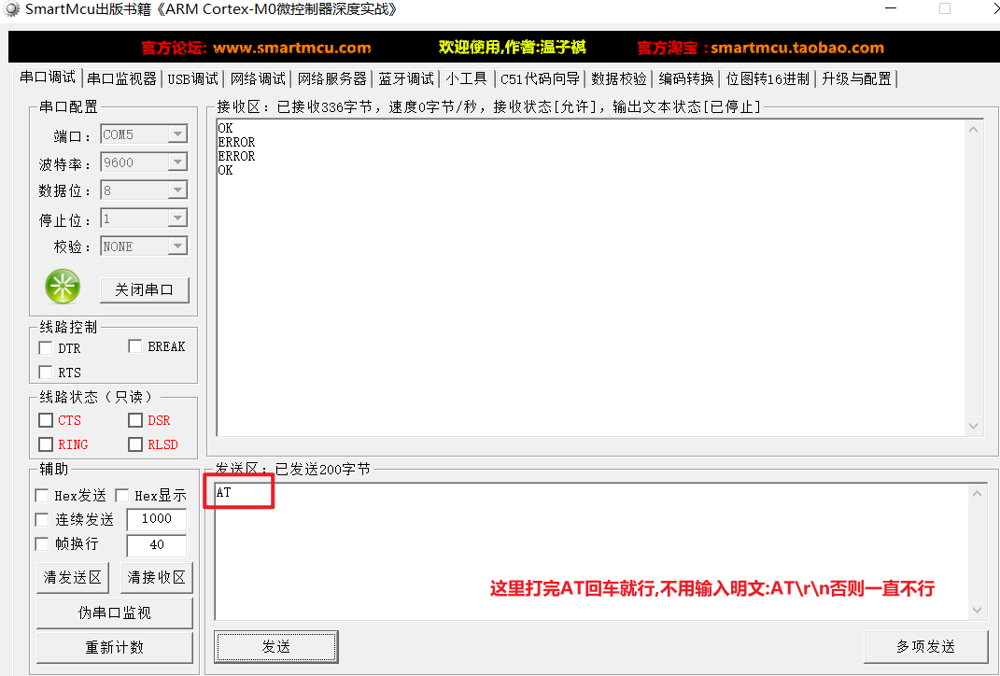 SmartMcu出版书籍《ARM Cortex-M0微控制器深度实战》
官方论坛: www.smartmcu.com 欢迎使用,作者:温子祺 官方淘宝 :smartmcu.taobao.com
串口调试 串口监视器 USB调试 网络调试 网络服务器 蓝牙调试 小工具 C51代码向导 数据校验 编码转换 位图转16进制 升级与配置
串口配置
端口: COM5
波特率: 9600
数据位: 8
停止位: 1
校验: NONE
关闭串口
线路控制
DTR BREAK
RTS
线路状态(只读)
CTS DSR
RING RLSD
辅助
Hex发送 Hex显示
连续发送 1000
帧换行 40
清发送区 清接收区
伪串口监视
重新计数
接收区: 已接收336字节, 速度0字节/秒, 接收状态[允许], 输出文本状态[已停止]
OK
ERROR
ERROR
OK
发送区: 已发送200字节
AT
这里打完AT回车就行,不用输入明文:AT\r\n否则一直不行
发送 多项发送